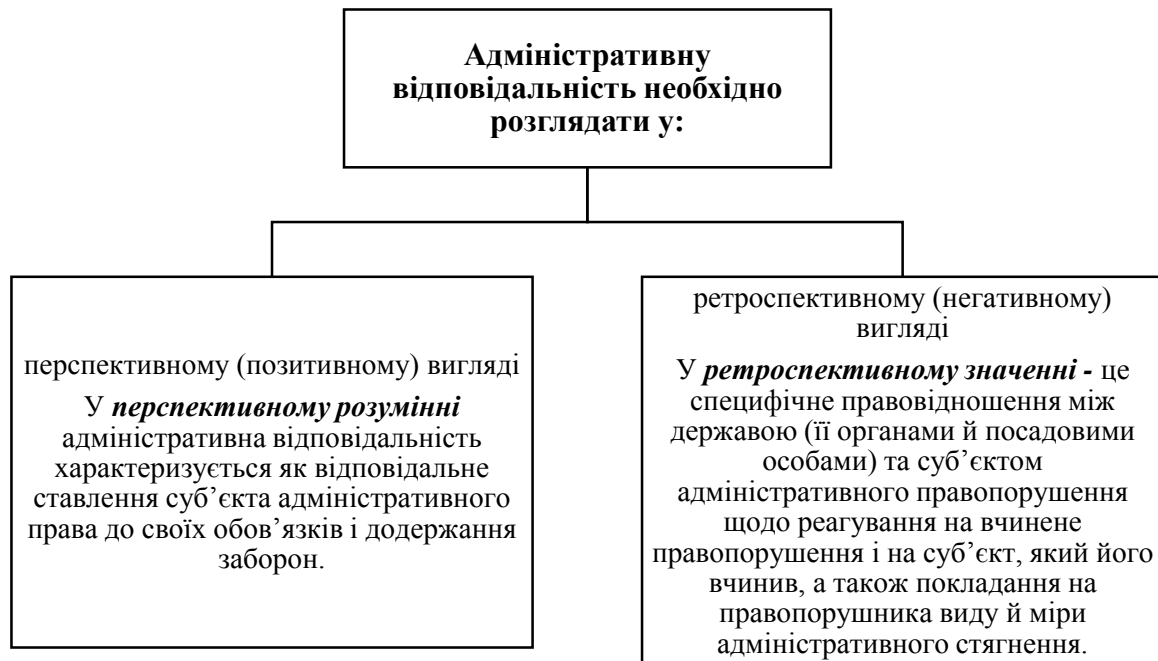 Адміністративну
відповідальність необхідно
розглядати у:
перспективному (позитивному) вигляді
У перспективному розумінні
адміністративна відповідальність
характеризується як відповідальне
ставлення суб’єкта адміністративного
права до своїх обов’язків і додержання
заборон.
ретроспективному (негативному)
вигляді
У ретроспективному значенні - це
специфічне правовідношення між
державою (її органами й посадовими
особами) та суб’єктом
адміністративного правопорушення
щодо реагування на вчинене
правопорушення і на суб’єкт, який його
вчинив, а також покладання на
правопорушника виду й міри
адміністративного стягнення.